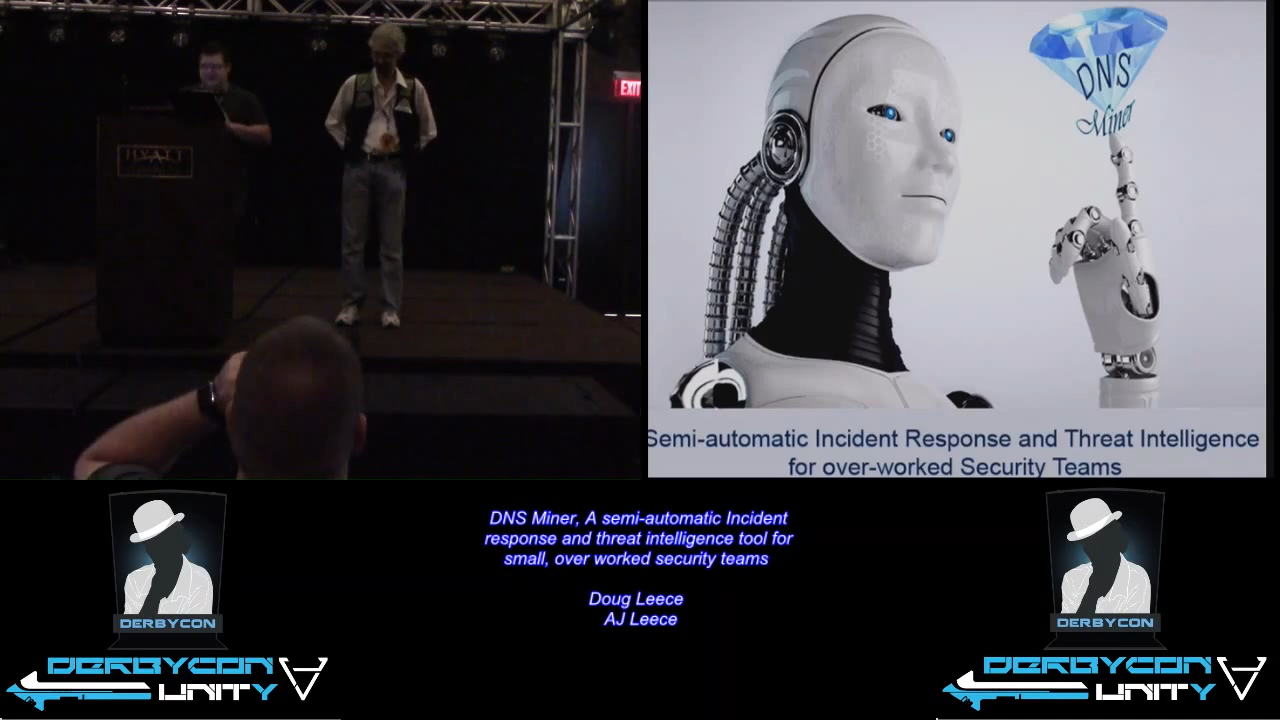 HYATT
EXIT
DNS
Miner
Semi-automatic Incident Response and Threat Intelligence
for over-worked Security Teams
DNS Miner, A semi-automatic Incident
response and threat intelligence tool for
small, over worked security teams
Doug Leece
AJ Leece
DERBYCON
DERBYCON
UNITY
DERBYCON
DERBYCON
UNITY